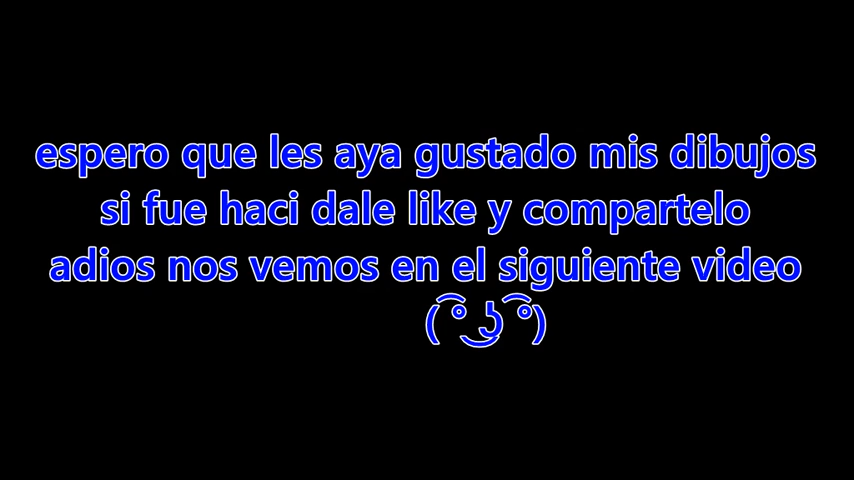 espero que les aya gustado mis dibujos
si fue haci dale like y compartelo
adios nos vemos en el siguiente video
( ͡° ͜ʖ ͡°)